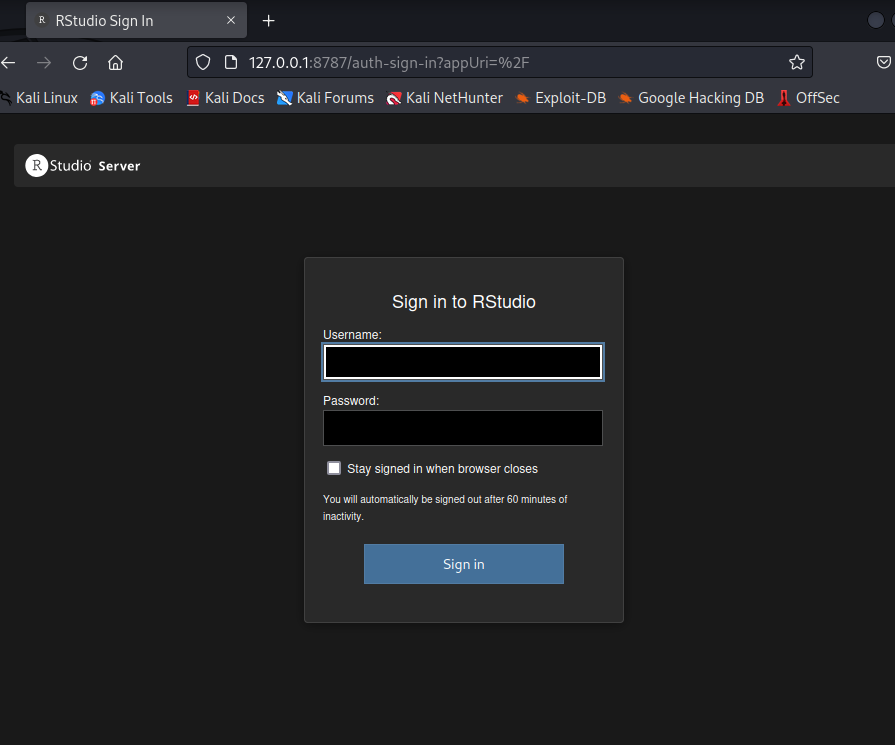 R RStudio Sign In
127.0.0.1:8787/auth-sign-in?appUri=%2F
Kali Linux Kali Tools Kali Docs Kali Forums Kali NetHunter Exploit-DB Google Hacking DB OffSec
R Studio Server
Sign in to RStudio
Username:
Password:
Stay signed in when browser closes
You will automatically be signed out after 60 minutes of
inactivity.
Sign in